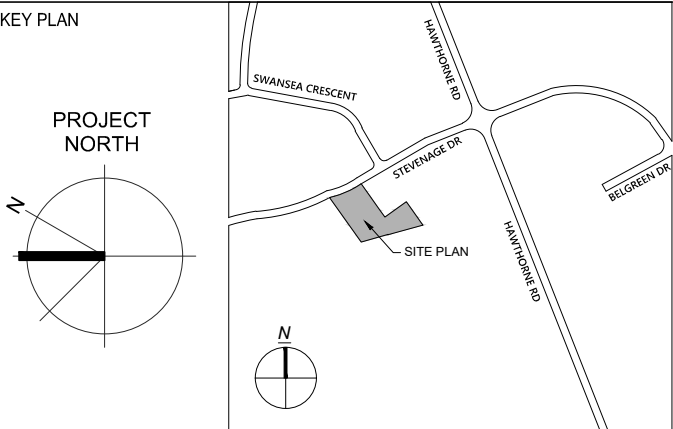 KEY PLAN
PROJECT
NORTH
N
SWANSEA CRESCENT
HAWTHORNE RD
STEVENAGE DR
BELGREEN DR
HAWTHORNE RD
SITE PLAN
N